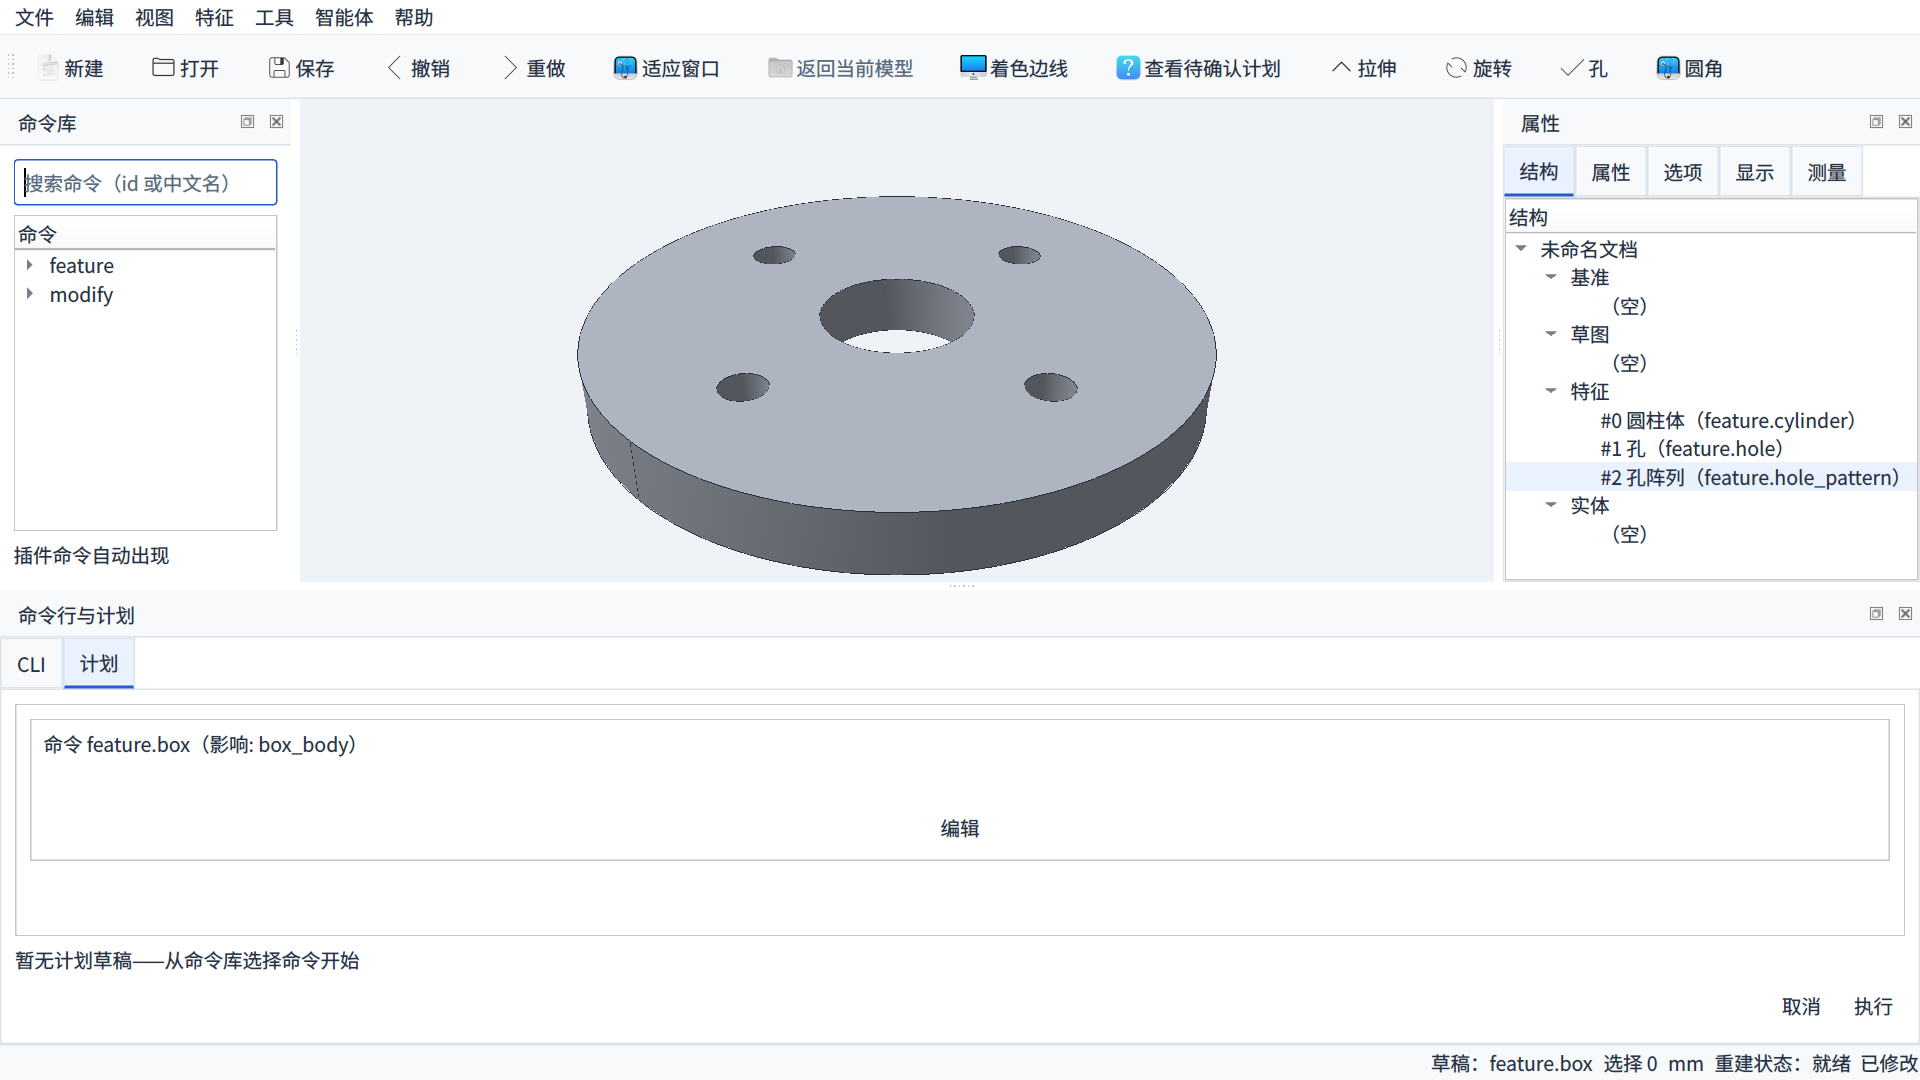 文件 编辑 视图 特征 工具 智能体 帮助
新建 打开 保存 撤销 重做 适应窗口 返回当前模型 着色边线 ? 查看待确认计划 拉伸 旋转 孔 圆角
命令库
搜索命令（id 或中文名）
命令
feature
modify
插件命令自动出现
属性
结构 属性 选项 显示 测量
结构
未命名文档
基准
（空）
草图
（空）
特征
#0 圆柱体（feature.cylinder）
#1 孔（feature.hole）
#2 孔阵列（feature.hole_pattern）
实体
（空）
命令行与计划
CLI 计划
命令 feature.box（影响: box_body）
编辑
暂无计划草稿——从命令库选择命令开始
取消 执行
草稿：feature.box 选择 0 mm 重建状态：就绪 已修改